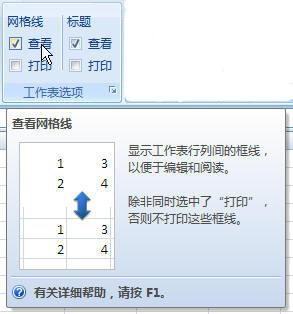 网格线 标题
查看 查看
打印 打印
工作表选项
查看网格线
1 3
2 4
1 3
2 4
显示工作表行列间的框线，
以便于编辑和阅读。
除非同时选中了“打印”，
否则不打印这些框线。
有关详细帮助，请按 F1。